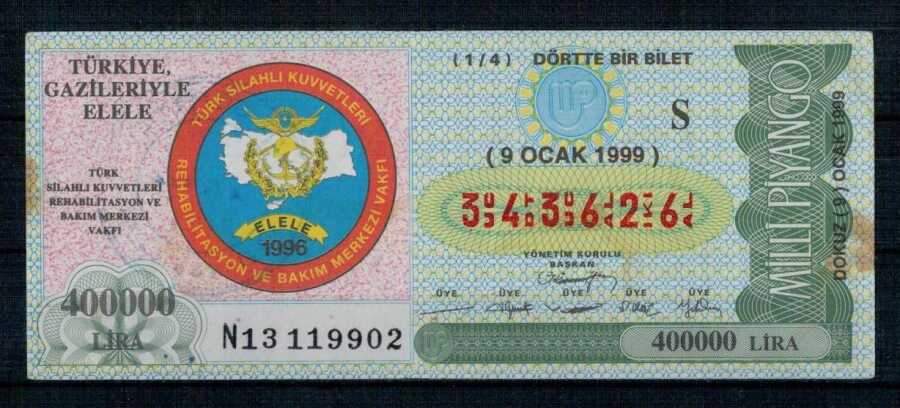 TÜRKİYE,
GAZİLERİYLE
ELELE
TÜRK
SİLAHLI KUVVETLERİ
REHABİLİTASYON VE
BAKIM MERKEZİ
VAKFI
TÜRK SİLAHLI KUVVETLERİ
REHABİLİTASYON VE BAKIM MERKEZİ VAKFI
ELELE
1996
400000
LİRA
N13 119902
(1/4) DÖRTTE BİR BİLET
S
(9 OCAK 1999)
343626
YÖNETİM KURULU
BAŞKAN
ÜYE ÜYE ÜYE ÜYE ÜYE
400000 LİRA
MİLLİ PİYANGO
DOKUZ (9) OCAK 1999